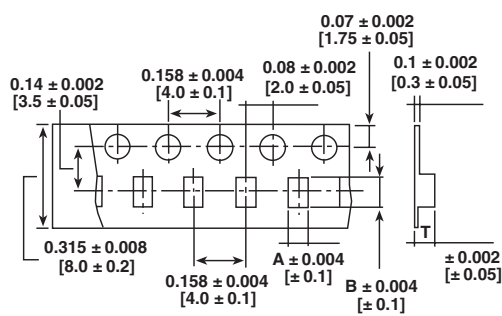 0.07 ± 0.002
[1.75 ± 0.05]
0.14 ± 0.002
[3.5 ± 0.05]
0.158 ± 0.004
[4.0 ± 0.1]
0.08 ± 0.002
[2.0 ± 0.05]
0.1 ± 0.002
[0.3 ± 0.05]
0.315 ± 0.008
[8.0 ± 0.2]
0.158 ± 0.004
[4.0 ± 0.1]
A ± 0.004
[± 0.1]
B ± 0.004
[± 0.1]
T
± 0.002
[± 0.05]